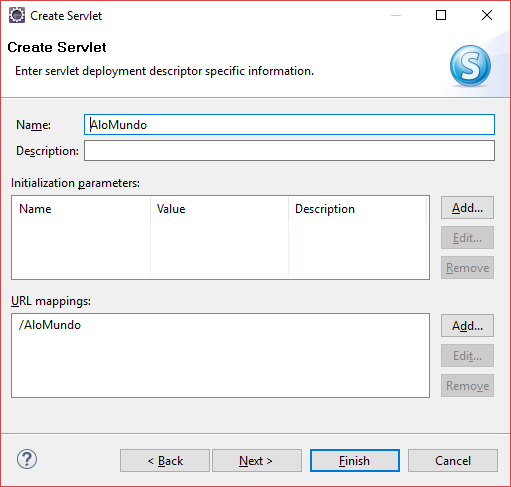 Create Servlet
Create Servlet
Enter servlet deployment descriptor specific information.
S
Name: AloMundo
Description:
Initialization parameters:
Name Value Description
Add...
Edit...
Remove
URL mappings:
/AloMundo
Add...
Edit...
Remove
? < Back Next > Finish Cancel